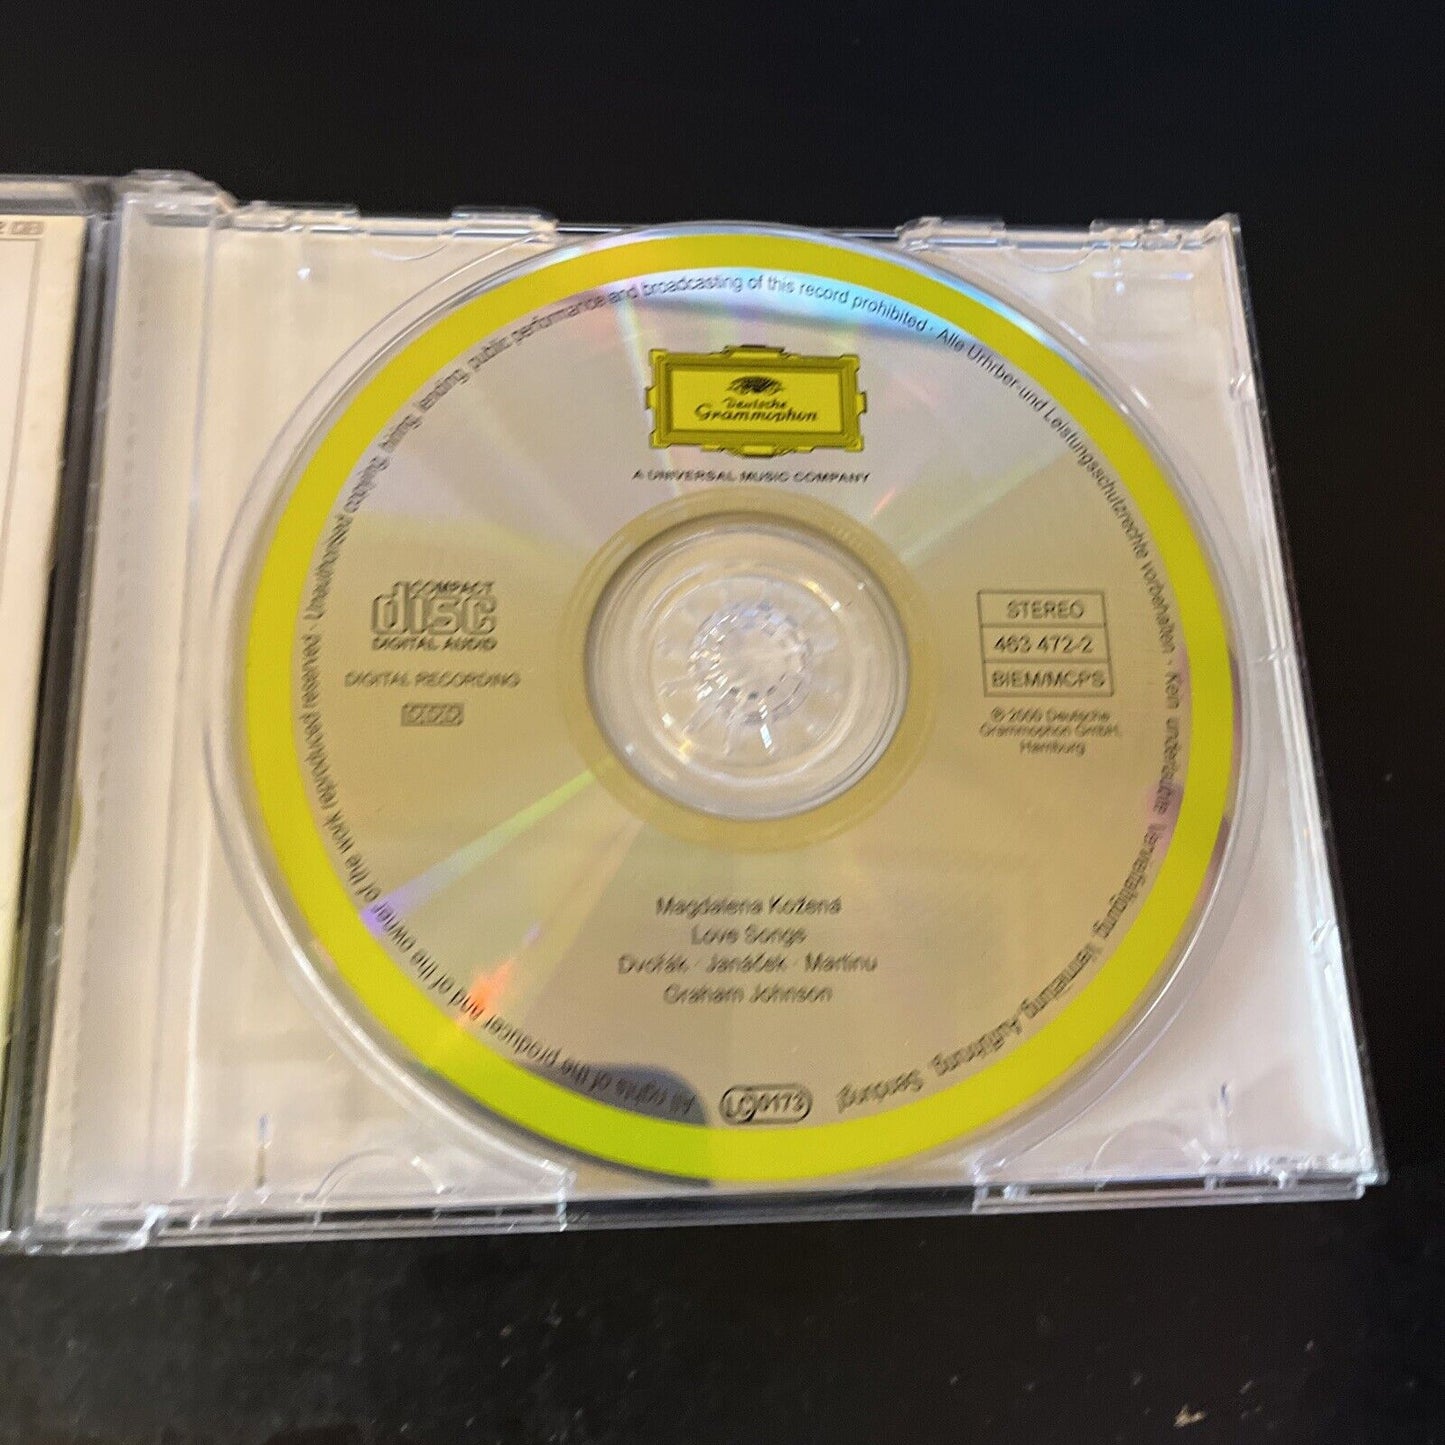 Deutsche
Grammophon
A UNIVERSAL MUSIC COMPANY
COMPACT
disc
DIGITAL AUDIO
DIGITAL RECORDING
DDD
STEREO
463 472-2
BIEM/MCPS
℗ 2000 Deutsche
Grammophon GmbH,
Hamburg
Magdalena Kožená
Love Songs
Dvořák · Janáček · Martinu
Graham Johnson
LC 0173
All rights of the producer and of the owner of the work reproduced reserved · Unauthorised copying, hiring, lending, public performance and broadcasting of this record prohibited · Alle Urhrber-und Leistungsschutzrechte vorbehalten · Kein unerlaubte Vervielfältigung, Vermietung, Aufführung, Sendung!